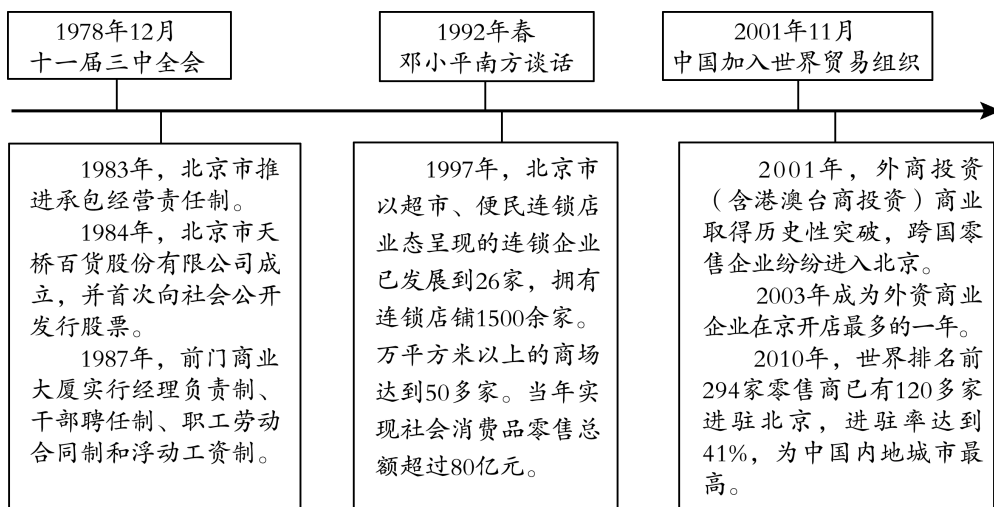 1978年12月
十一届三中全会
1992年春
邓小平南方谈话
2001年11月
中国加入世界贸易组织
1983年，北京市推
进承包经营责任制。
1984年，北京市天
桥百货股份有限公司成
立，并首次向社会公开
发行股票。
1987年，前门商业
大厦实行经理负责制、
干部聘任制、职工劳动
合同制和浮动工资制。
1997年，北京市
以超市、便民连锁店
业态呈现的连锁企业
已发展到26家，拥有
连锁店铺1500余家。
万平方米以上的商场
达到50多家。当年实
现社会消费品零售总
额超过80亿元。
2001年，外商投资
（含港澳台商投资）商业
取得历史性突破，跨国零
售企业纷纷进入北京。
2003年成为外资商业
企业在京开店最多的一年。
2010年，世界排名前
294家零售商已有120多家
进驻北京，进驻率达到
41%，为中国内地城市最
高。